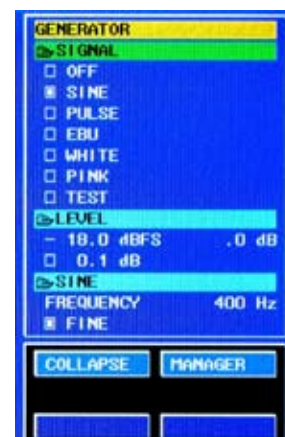 GENERATOR
SIGNAL
OFF
SINE
PULSE
EBU
WHITE
PINK
TEST
LEVEL
- 18.0 dBFS .0 dB
0.1 dB
SINE
FREQUENCY 400 Hz
FINE
COLLAPSE MANAGER